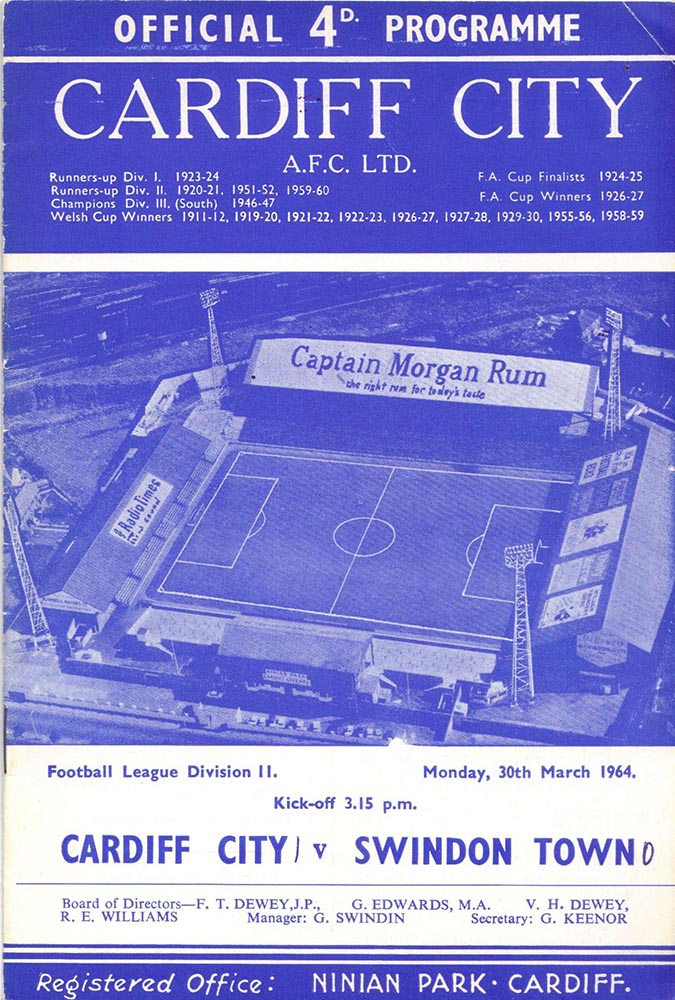 OFFICIAL 4D. PROGRAMME
CARDIFF CITY
A.F.C. LTD.
Runners-up Div. I. 1923-24
Runners-up Div. II. 1920-21, 1951-52, 1959-60
Champions Div. III. (South) 1946-47
F.A. Cup Finalists 1924-25
F.A. Cup Winners 1926-27
Welsh Cup Winners 1911-12, 1919-20, 1921-22, 1922-23, 1926-27, 1927-28, 1929-30, 1955-56, 1958-59
Captain Morgan Rum
the right rum for today's taste
Radio Times
Football League Division II.
Monday, 30th March 1964.
Kick-off 3.15 p.m.
CARDIFF CITY 1 v SWINDON TOWN 0
Board of Directors—F. T. DEWEY, J.P., G. EDWARDS, M.A. V. H. DEWEY,
R. E. WILLIAMS Manager: G. SWINDIN Secretary: G. KEENOR
Registered Office: NINIAN PARK · CARDIFF.